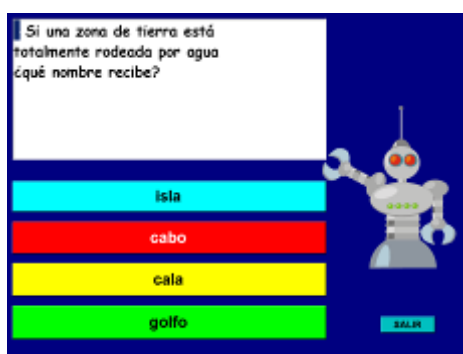 Si una zona de tierra está
totalmente rodeada por agua
¿qué nombre recibe?
isla
cabo
cala
golfo
SALIR